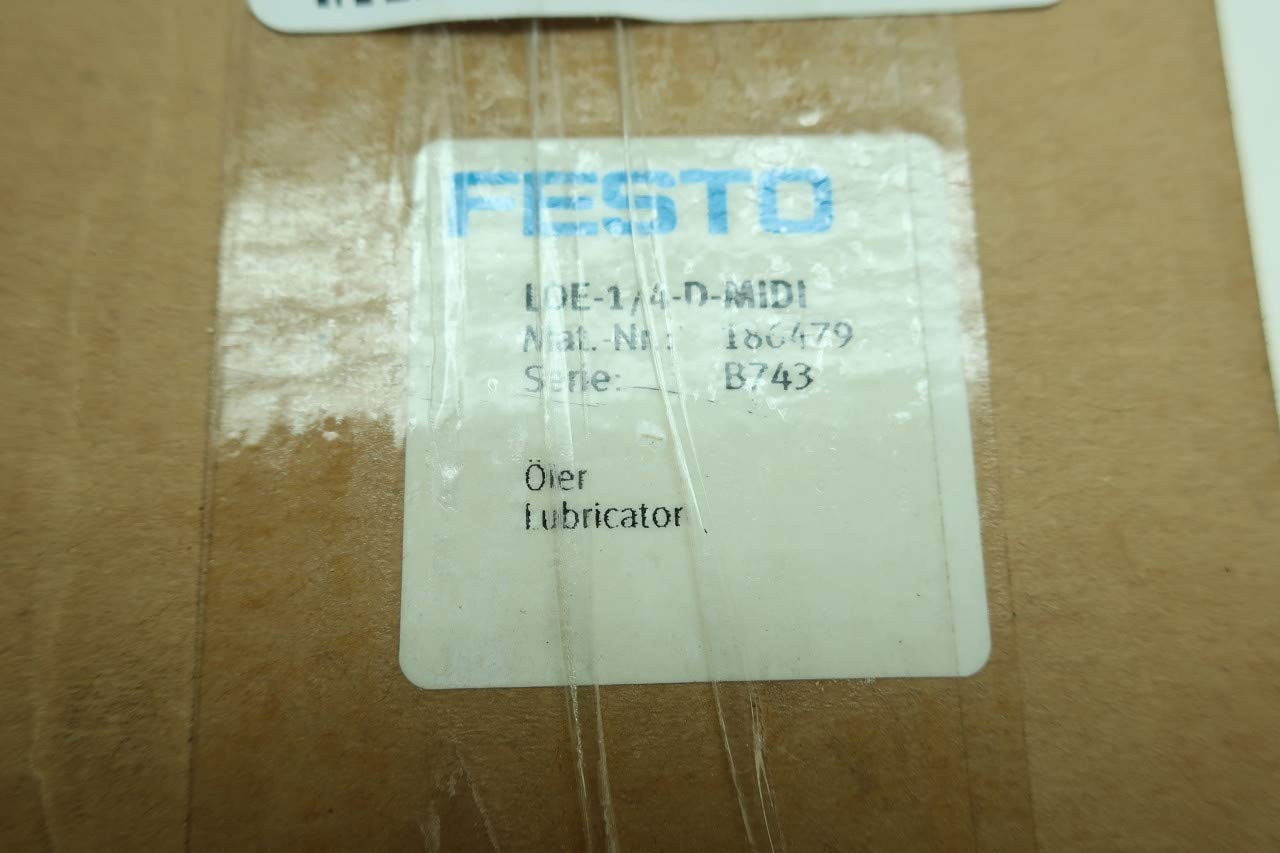 FESTO
LOE-1/4-D-MIDI
Mat.-Nr.: 186479
Serie: B743
Öler
Lubricator